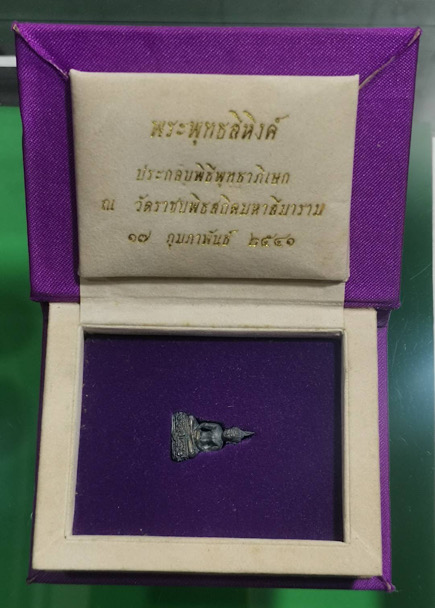 พระพุทธสิหิงค์
ประกอบพิธีพุทธาภิเษก
ณ วัดราชบพิธสถิตมหาสีมาราม
๑๗ กุมภาพันธ์ ๒๕๔๑